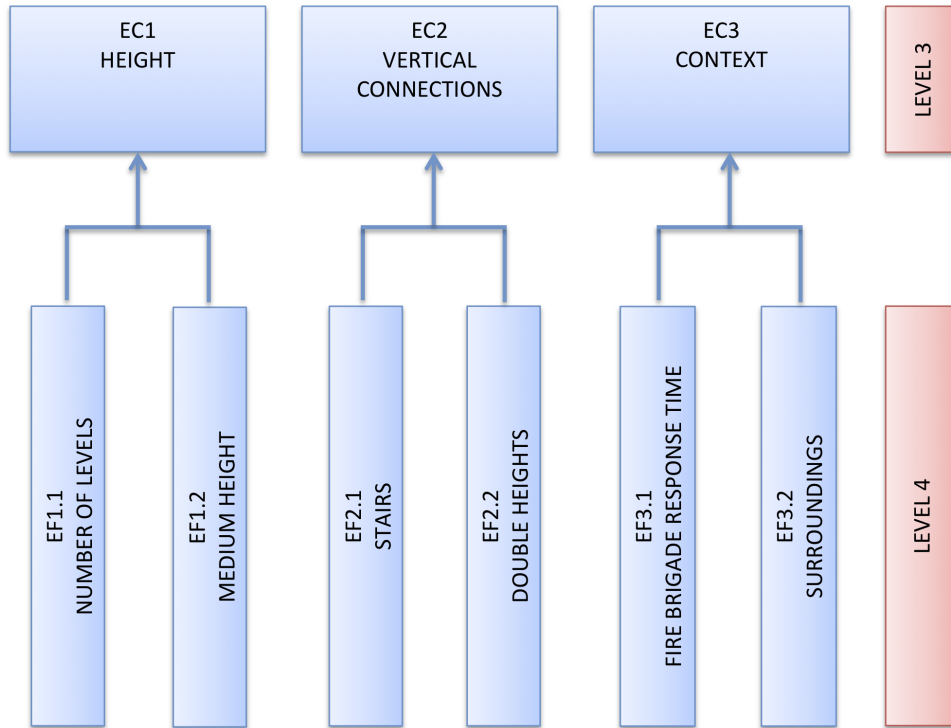 EC1
HEIGHT
EC2
VERTICAL
CONNECTIONS
EC3
CONTEXT
LEVEL 3
EF1.1
NUMBER OF LEVELS
EF1.2
MEDIUM HEIGHT
EF2.1
STAIRS
EF2.2
DOUBLE HEIGHTS
EF3.1
FIRE BRIGADE RESPONSE TIME
EF3.2
SURROUNDINGS
LEVEL 4